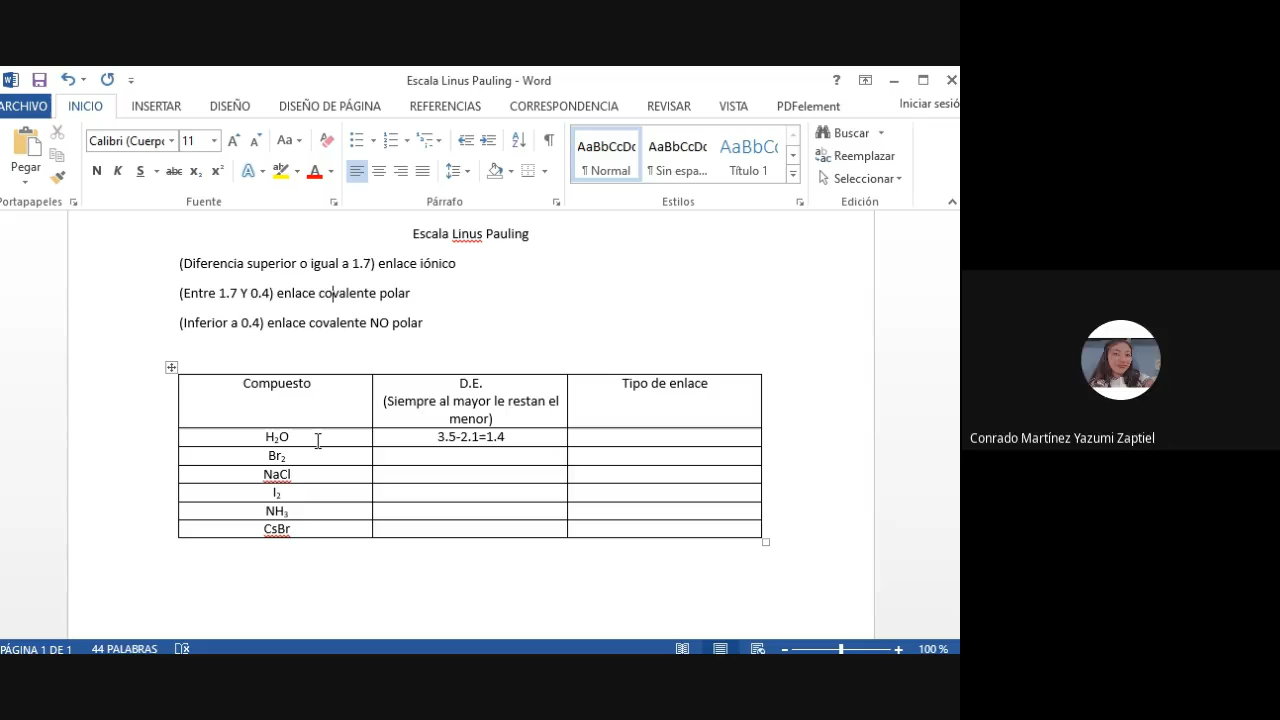 Escala Linus Pauling - Word
?
ARCHIVO INICIO INSERTAR DISEÑO DISEÑO DE PÁGINA REFERENCIAS CORRESPONDENCIA REVISAR VISTA PDFelement Iniciar sesió
Pegar
Calibri (Cuerpo 11 Aa
N K S abc x₂ x² A A
AaBbCcDc AaBbCcDc AaBbCc
¶ Normal ¶ Sin espa... Título 1
Buscar
Reemplazar
Seleccionar
Portapapeles Fuente Párrafo Estilos Edición
Escala Linus Pauling
(Diferencia superior o igual a 1.7) enlace iónico
(Entre 1.7 Y 0.4) enlace covalente polar
(Inferior a 0.4) enlace covalente NO polar
Compuesto D.E. Tipo de enlace
(Siempre al mayor le restan el
menor)
H₂O 3.5-2.1=1.4
Br₂
NaCl
I₂
NH₃
CsBr
Conrado Martínez Yazumi Zaptiel
PÁGINA 1 DE 1 44 PALABRAS 100 %